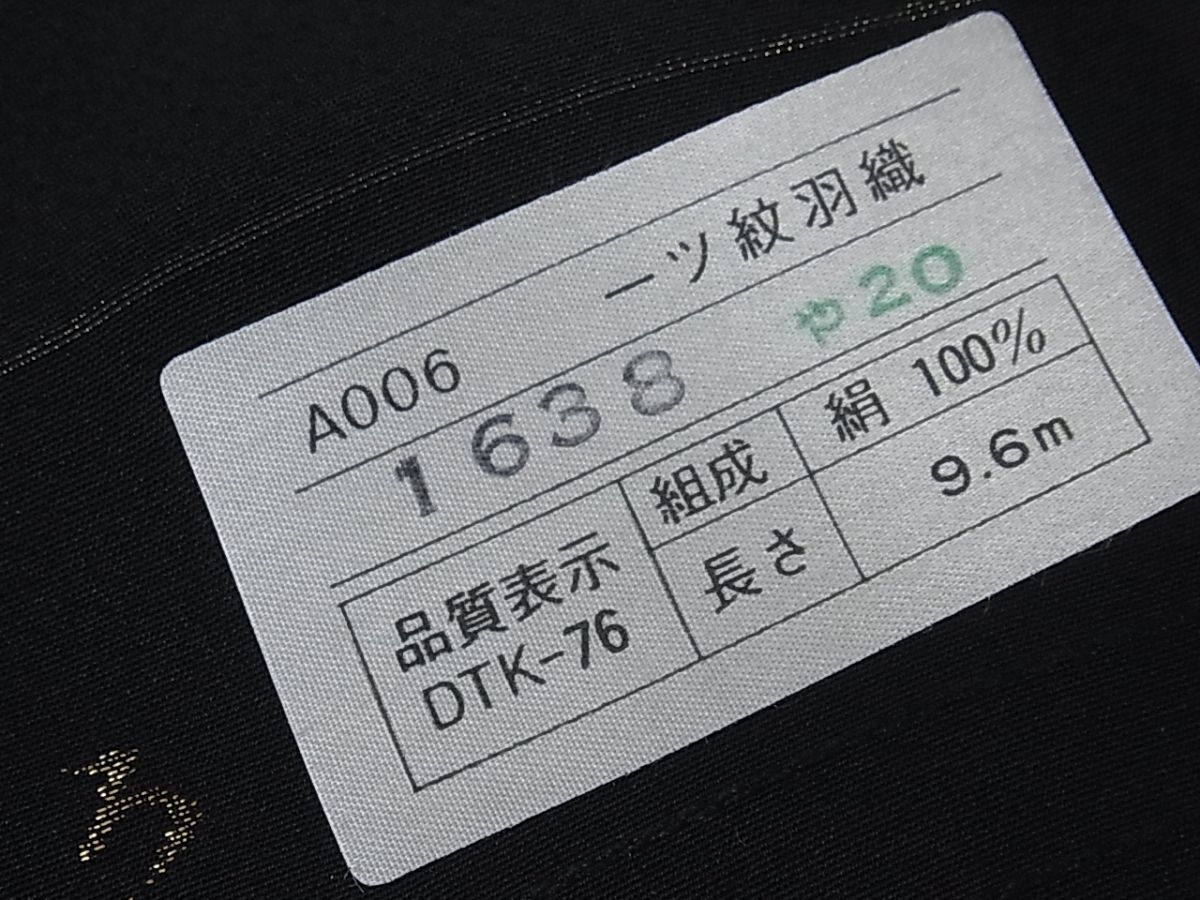 A006 一ツ紋羽織
1638 や20
品質表示
DTK-76
組成 絹 100%
長さ 9.6m